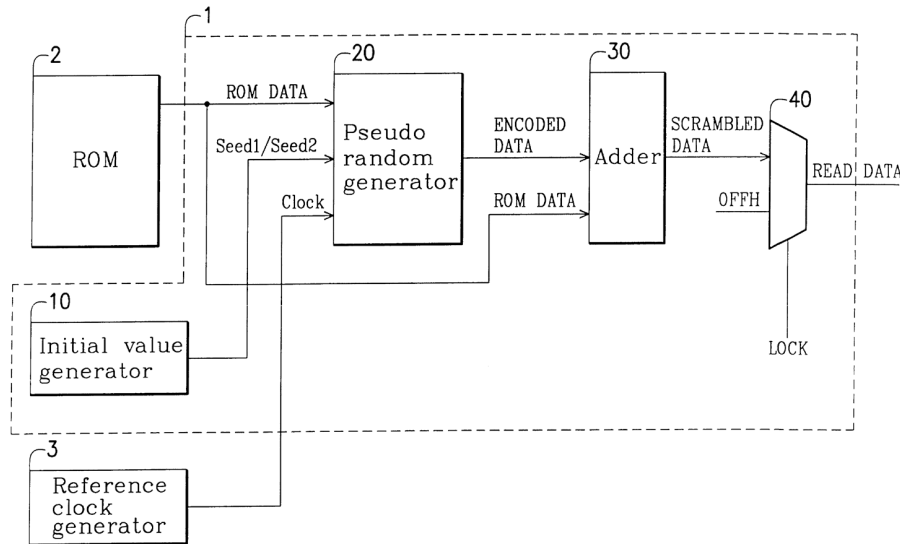 1
2
ROM
ROM DATA
Seed1/Seed2
Clock
20
Pseudo
random
generator
ENCODED
DATA
ROM DATA
30
Adder
SCRAMBLED
DATA
40
OFFH
READ DATA
LOCK
10
Initial value
generator
3
Reference
clock
generator